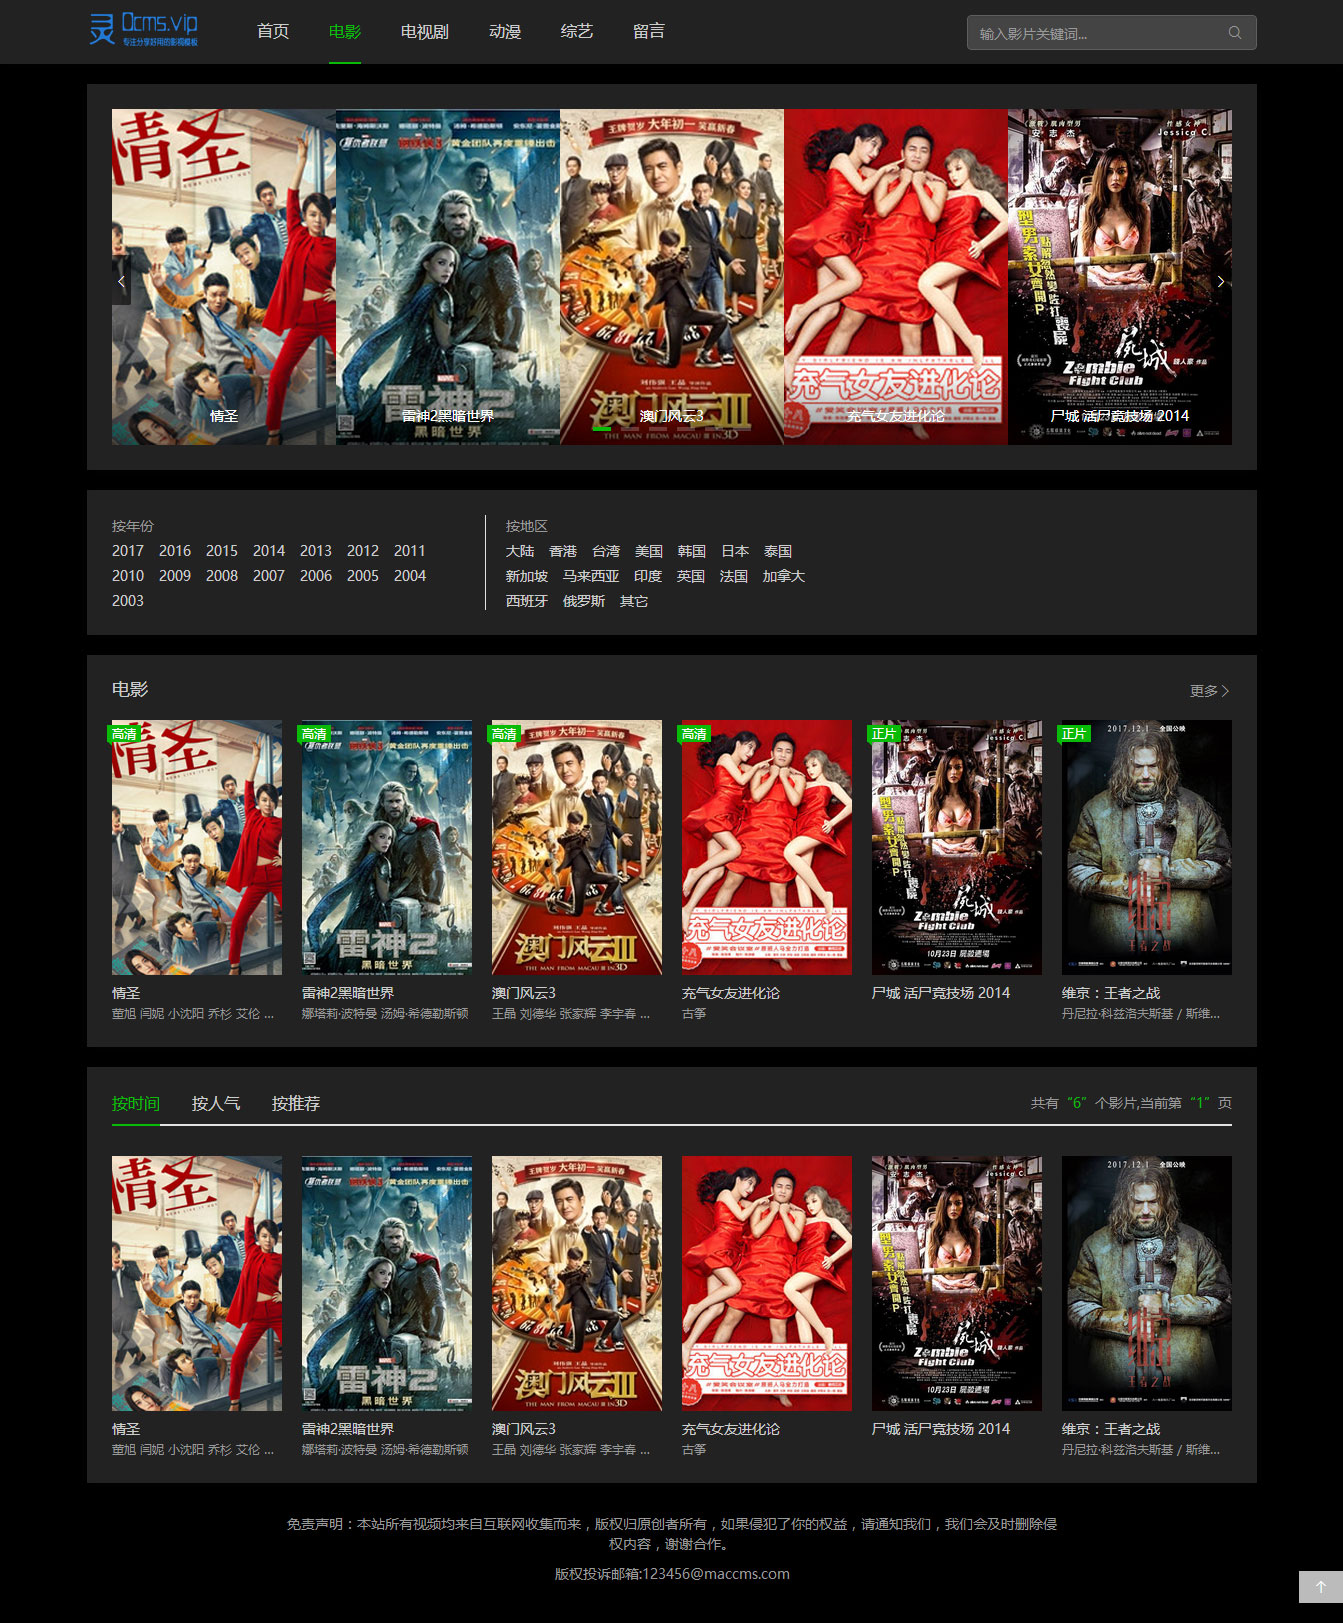 灵 0cms.vip
专注分享好用的影视模板
首页 电影 电视剧 动漫 综艺 留言
输入影片关键词...
情圣
雷神2黑暗世界
澳门风云3
充气女友进化论
尸城 活尸竞技场 2014
按年份
2017 2016 2015 2014 2013 2012 2011
2010 2009 2008 2007 2006 2005 2004
2003
按地区
大陆 香港 台湾 美国 韩国 日本 泰国
新加坡 马来西亚 印度 英国 法国 加拿大
西班牙 俄罗斯 其它
电影
更多
高清
高清
高清
高清
正片
正片
情圣
董旭 闫妮 小沈阳 乔杉 艾伦 ...
雷神2黑暗世界
娜塔莉·波特曼 汤姆·希德勒斯顿
澳门风云3
王晶 刘德华 张家辉 李宇春 ...
充气女友进化论
古筝
尸城 活尸竞技场 2014
维京：王者之战
丹尼拉·科兹洛夫斯基 / 斯维...
按时间 按人气 按推荐
共有 “6” 个影片,当前第 “1” 页
情圣
董旭 闫妮 小沈阳 乔杉 艾伦 ...
雷神2黑暗世界
娜塔莉·波特曼 汤姆·希德勒斯顿
澳门风云3
王晶 刘德华 张家辉 李宇春 ...
充气女友进化论
古筝
尸城 活尸竞技场 2014
维京：王者之战
丹尼拉·科兹洛夫斯基 / 斯维...
免责声明：本站所有视频均来自互联网收集而来，版权归原创者所有，如果侵犯了你的权益，请通知我们，我们会及时删除侵
权内容，谢谢合作。
版权投诉邮箱:123456@maccms.com